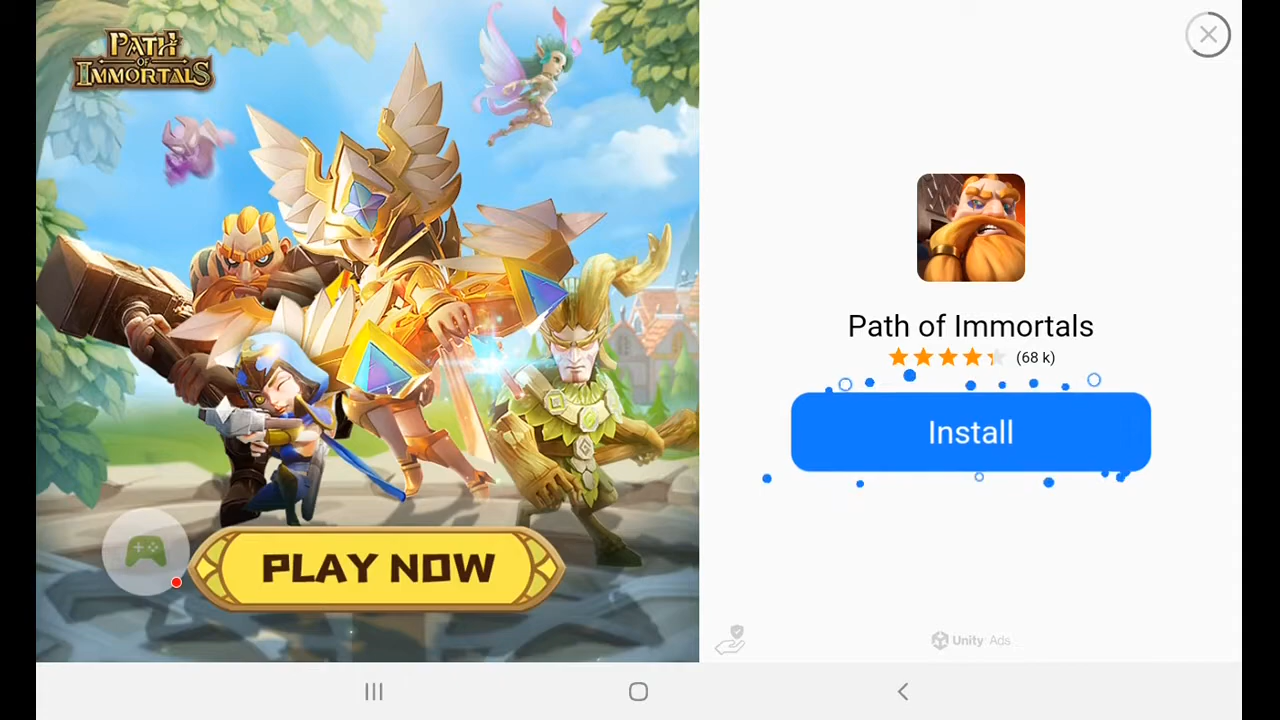 PATH
OF
IMMORTALS
PLAY NOW
Path of Immortals
(68 k)
Install
Unity Ads